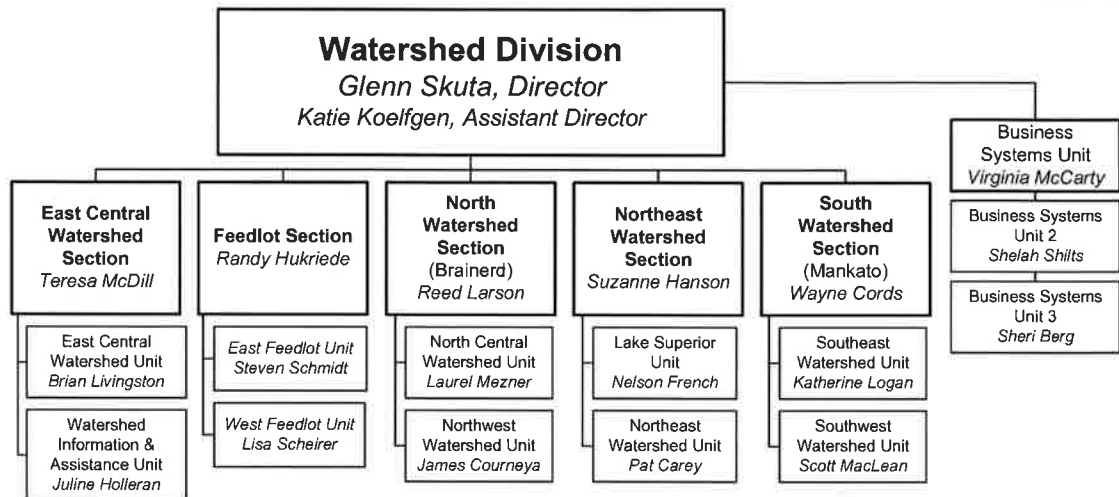 Watershed Division
Glenn Skuta, Director
Katie Koelfgen, Assistant Director
Business
Systems Unit
Virginia McCarty
Business Systems
Unit 2
Shelah Shilts
Business Systems
Unit 3
Sheri Berg
East Central
Watershed
Section
Teresa McDill
East Central
Watershed Unit
Brian Livingston
Watershed
Information &
Assistance Unit
Juline Holleran
Feedlot Section
Randy Hukriede
East Feedlot Unit
Steven Schmidt
West Feedlot Unit
Lisa Scheirer
North
Watershed
Section
(Brainerd)
Reed Larson
North Central
Watershed Unit
Laurel Mezner
Northwest
Watershed Unit
James Courneya
Northeast
Watershed
Section
Suzanne Hanson
Lake Superior
Unit
Nelson French
Northeast
Watershed Unit
Pat Carey
South
Watershed
Section
(Mankato)
Wayne Cords
Southeast
Watershed Unit
Katherine Logan
Southwest
Watershed Unit
Scott MacLean